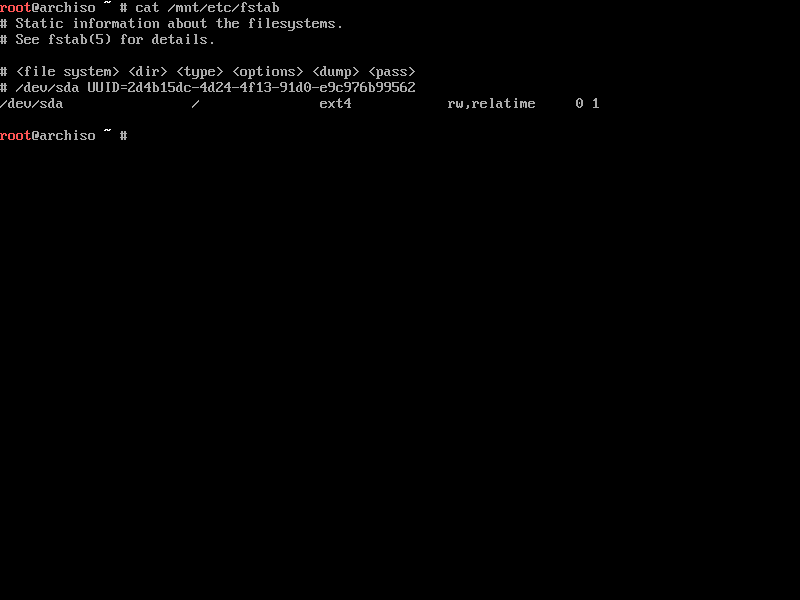 root@archiso ~ # cat /mnt/etc/fstab
# Static information about the filesystems.
# See fstab(5) for details.
# <file system> <dir> <type> <options> <dump> <pass>
# /dev/sda UUID=2d4b15dc-4d24-4f13-91d0-e9c976b99562
/dev/sda / ext4 rw,relatime 0 1
root@archiso ~ #